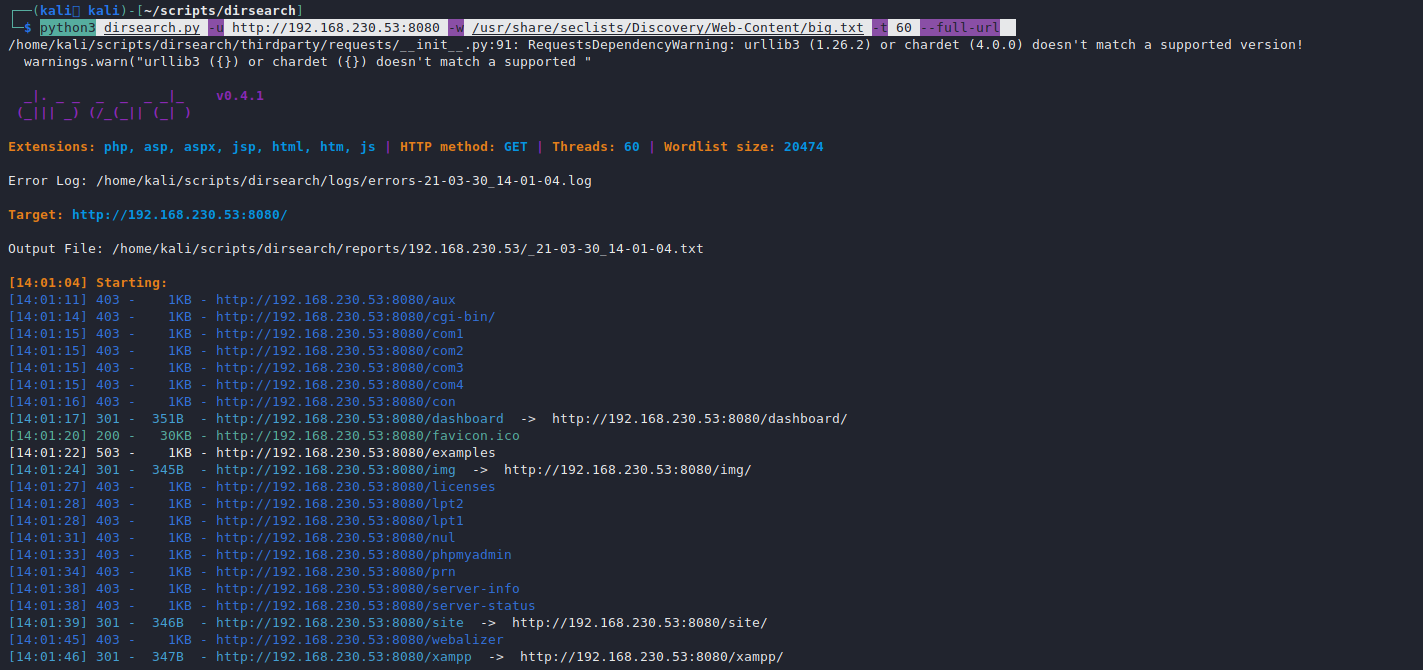 ┌──(kali kali)-[~/scripts/dirsearch]
└─$ python3 dirsearch.py -u http://192.168.230.53:8080 -w /usr/share/seclists/Discovery/Web-Content/big.txt -t 60 --full-url
/home/kali/scripts/dirsearch/thirdparty/requests/__init__.py:91: RequestsDependencyWarning: urllib3 (1.26.2) or chardet (4.0.0) doesn't match a supported version!
  warnings.warn("urllib3 ({}) or chardet ({}) doesn't match a supported "
  _|. _ _  _  _  _ _|_    v0.4.1
 (_||| _) (/_(_|| (_| )
Extensions: php, asp, aspx, jsp, html, htm, js | HTTP method: GET | Threads: 60 | Wordlist size: 20474
Error Log: /home/kali/scripts/dirsearch/logs/errors-21-03-30_14-01-04.log
Target: http://192.168.230.53:8080/
Output File: /home/kali/scripts/dirsearch/reports/192.168.230.53/_21-03-30_14-01-04.txt
[14:01:04] Starting:
[14:01:11] 403 -    1KB - http://192.168.230.53:8080/aux
[14:01:14] 403 -    1KB - http://192.168.230.53:8080/cgi-bin/
[14:01:15] 403 -    1KB - http://192.168.230.53:8080/com1
[14:01:15] 403 -    1KB - http://192.168.230.53:8080/com2
[14:01:15] 403 -    1KB - http://192.168.230.53:8080/com3
[14:01:15] 403 -    1KB - http://192.168.230.53:8080/com4
[14:01:16] 403 -    1KB - http://192.168.230.53:8080/con
[14:01:17] 301 -  351B  - http://192.168.230.53:8080/dashboard  ->  http://192.168.230.53:8080/dashboard/
[14:01:20] 200 -   30KB - http://192.168.230.53:8080/favicon.ico
[14:01:22] 503 -    1KB - http://192.168.230.53:8080/examples
[14:01:24] 301 -  345B  - http://192.168.230.53:8080/img  ->  http://192.168.230.53:8080/img/
[14:01:27] 403 -    1KB - http://192.168.230.53:8080/licenses
[14:01:28] 403 -    1KB - http://192.168.230.53:8080/lpt2
[14:01:28] 403 -    1KB - http://192.168.230.53:8080/lpt1
[14:01:31] 403 -    1KB - http://192.168.230.53:8080/nul
[14:01:33] 403 -    1KB - http://192.168.230.53:8080/phpmyadmin
[14:01:34] 403 -    1KB - http://192.168.230.53:8080/prn
[14:01:38] 403 -    1KB - http://192.168.230.53:8080/server-info
[14:01:38] 403 -    1KB - http://192.168.230.53:8080/server-status
[14:01:39] 301 -  346B  - http://192.168.230.53:8080/site  ->  http://192.168.230.53:8080/site/
[14:01:45] 403 -    1KB - http://192.168.230.53:8080/webalizer
[14:01:46] 301 -  347B  - http://192.168.230.53:8080/xampp  ->  http://192.168.230.53:8080/xampp/